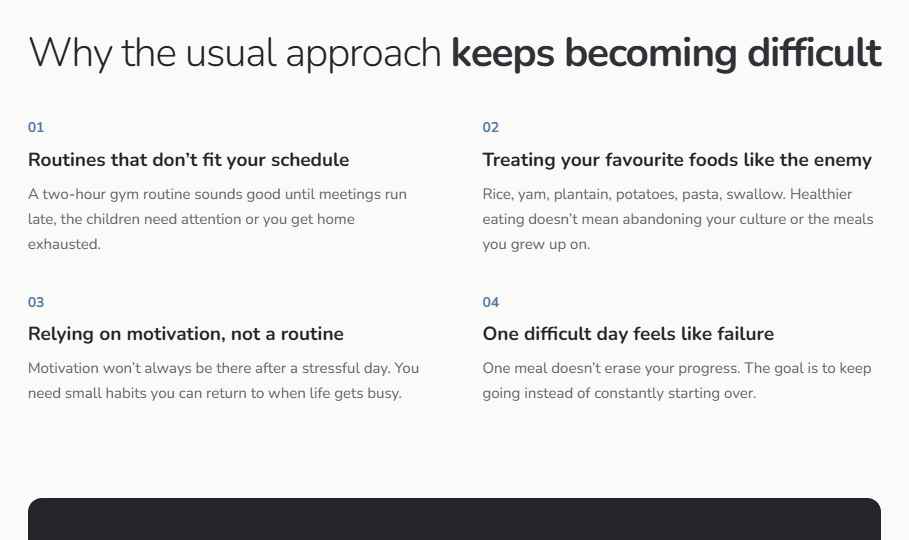 Why the usual approach keeps becoming difficult
01
Routines that don’t fit your schedule
A two-hour gym routine sounds good until meetings run
late, the children need attention or you get home
exhausted.
02
Treating your favourite foods like the enemy
Rice, yam, plantain, potatoes, pasta, swallow. Healthier
eating doesn’t mean abandoning your culture or the meals
you grew up on.
03
Relying on motivation, not a routine
Motivation won’t always be there after a stressful day. You
need small habits you can return to when life gets busy.
04
One difficult day feels like failure
One meal doesn’t erase your progress. The goal is to keep
going instead of constantly starting over.